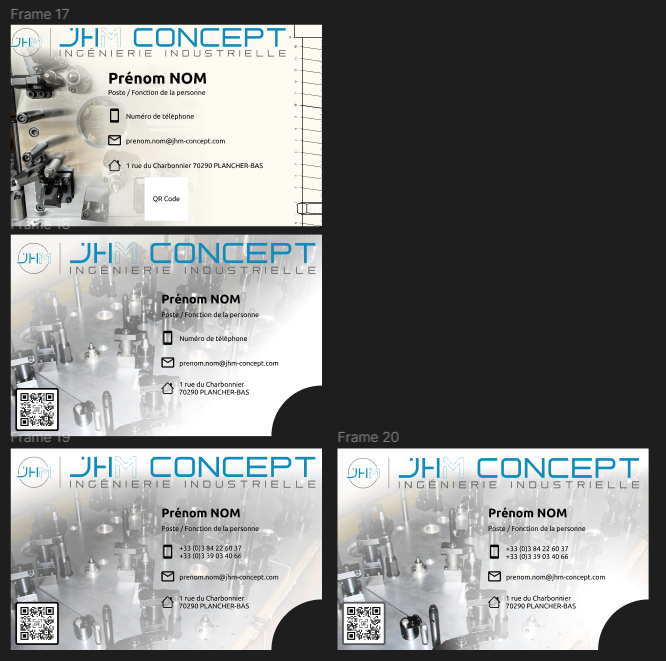 Frame 17
JHM
JHM CONCEPT
INGÉNIERIE INDUSTRIELLE
Prénom NOM
Poste / Fonction de la personne
Numéro de téléphone
prenom.nom@jhm-concept.com
1 rue du Charbonnier 70290 PLANCHER-BAS
QR Code
Frame 18
JHM
JHM CONCEPT
INGÉNIERIE INDUSTRIELLE
Prénom NOM
Poste / Fonction de la personne
Numéro de téléphone
prenom.nom@jhm-concept.com
1 rue du Charbonnier
70290 PLANCHER-BAS
Frame 19
JHM
JHM CONCEPT
INGÉNIERIE INDUSTRIELLE
Prénom NOM
Poste / Fonction de la personne
+33 (0)3 84 22 60 37
+33 (0)3 39 03 40 66
prenom.nom@jhm-concept.com
1 rue du Charbonnier
70290 PLANCHER-BAS
Frame 20
JHM
JHM CONCEPT
INGÉNIERIE INDUSTRIELLE
Prénom NOM
Poste / Fonction de la personne
+33 (0)3 84 22 60 37
+33 (0)3 39 03 40 66
prenom.nom@jhm-concept.com
1 rue du Charbonnier
70290 PLANCHER-BAS